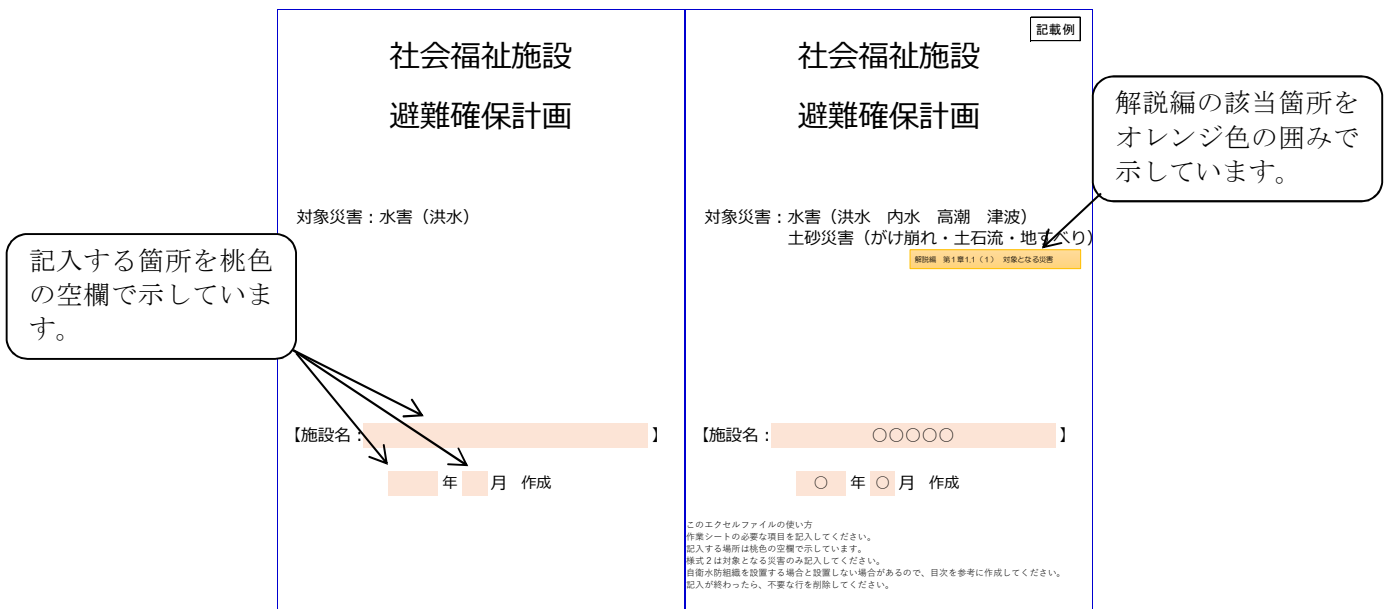 社会福祉施設
避難確保計画
対象災害：水害（洪水）
記入する箇所を桃色
の空欄で示していま
す。
【施設名： 】
年 月 作成
記載例
社会福祉施設
避難確保計画
解説編の該当箇所を
オレンジ色の囲みで
示しています。
対象災害：水害（洪水 内水 高潮 津波）
土砂災害（がけ崩れ・土石流・地すべり）
解説編 第1章1.1（1） 対象となる災害
【施設名： ○○○○○ 】
○ 年 ○ 月 作成
このエクセルファイルの使い方
作業シートの必要な項目を記入してください。
記入する場所は桃色の空欄で示しています。
様式２は対象となる災害のみ記入してください。
自衛水防組織を設置する場合と設置しない場合があるので、目次を参考に作成してください。
記入が終わったら、不要な行を削除してください。